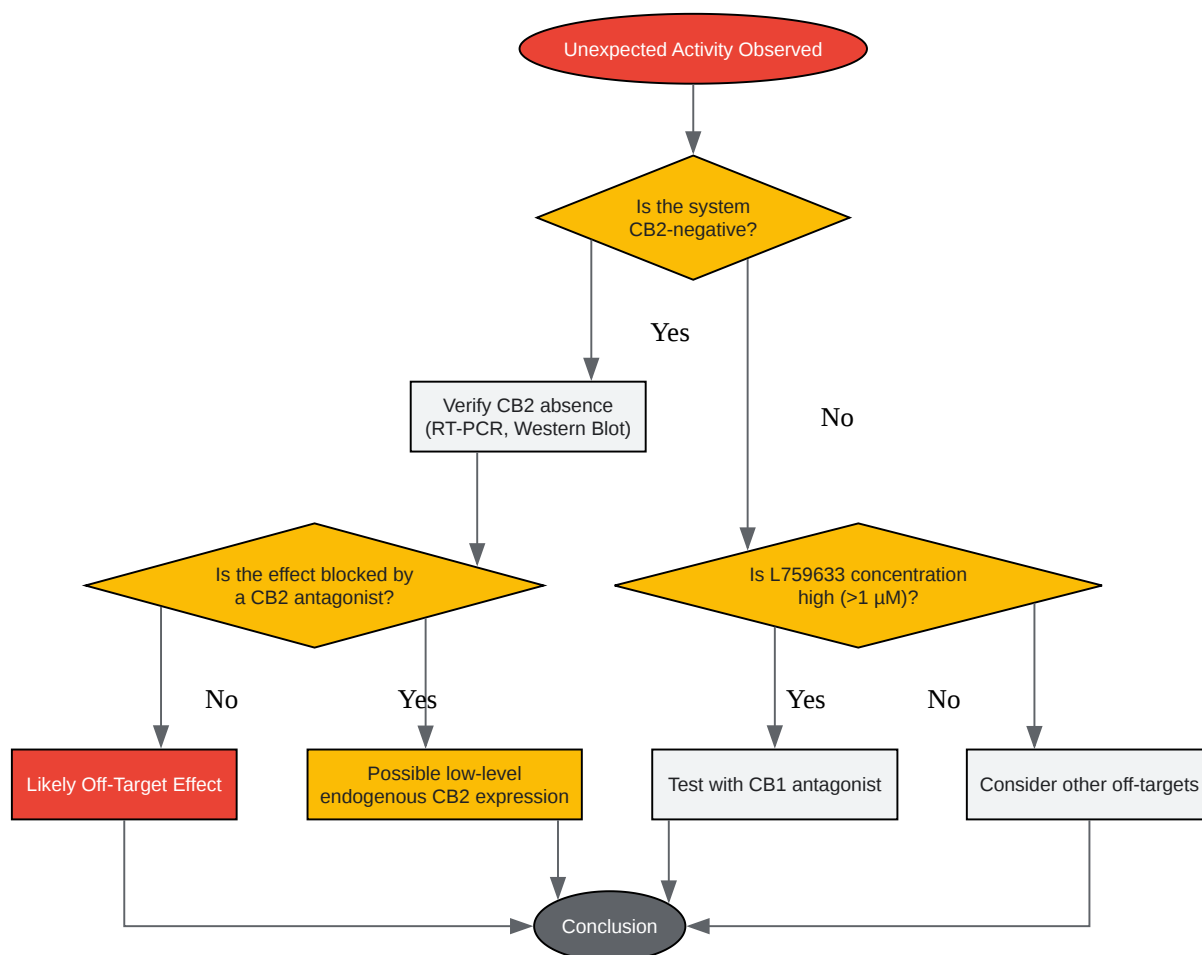 Unexpected Activity Observed
Is the system
CB2-negative?
Yes
No
Verify CB2 absence
(RT-PCR, Western Blot)
Is the effect blocked by
a CB2 antagonist?
Is L759633 concentration
high (>1 µM)?
No
Yes
Yes
No
Likely Off-Target Effect
Possible low-level
endogenous CB2 expression
Test with CB1 antagonist
Consider other off-targets
Conclusion